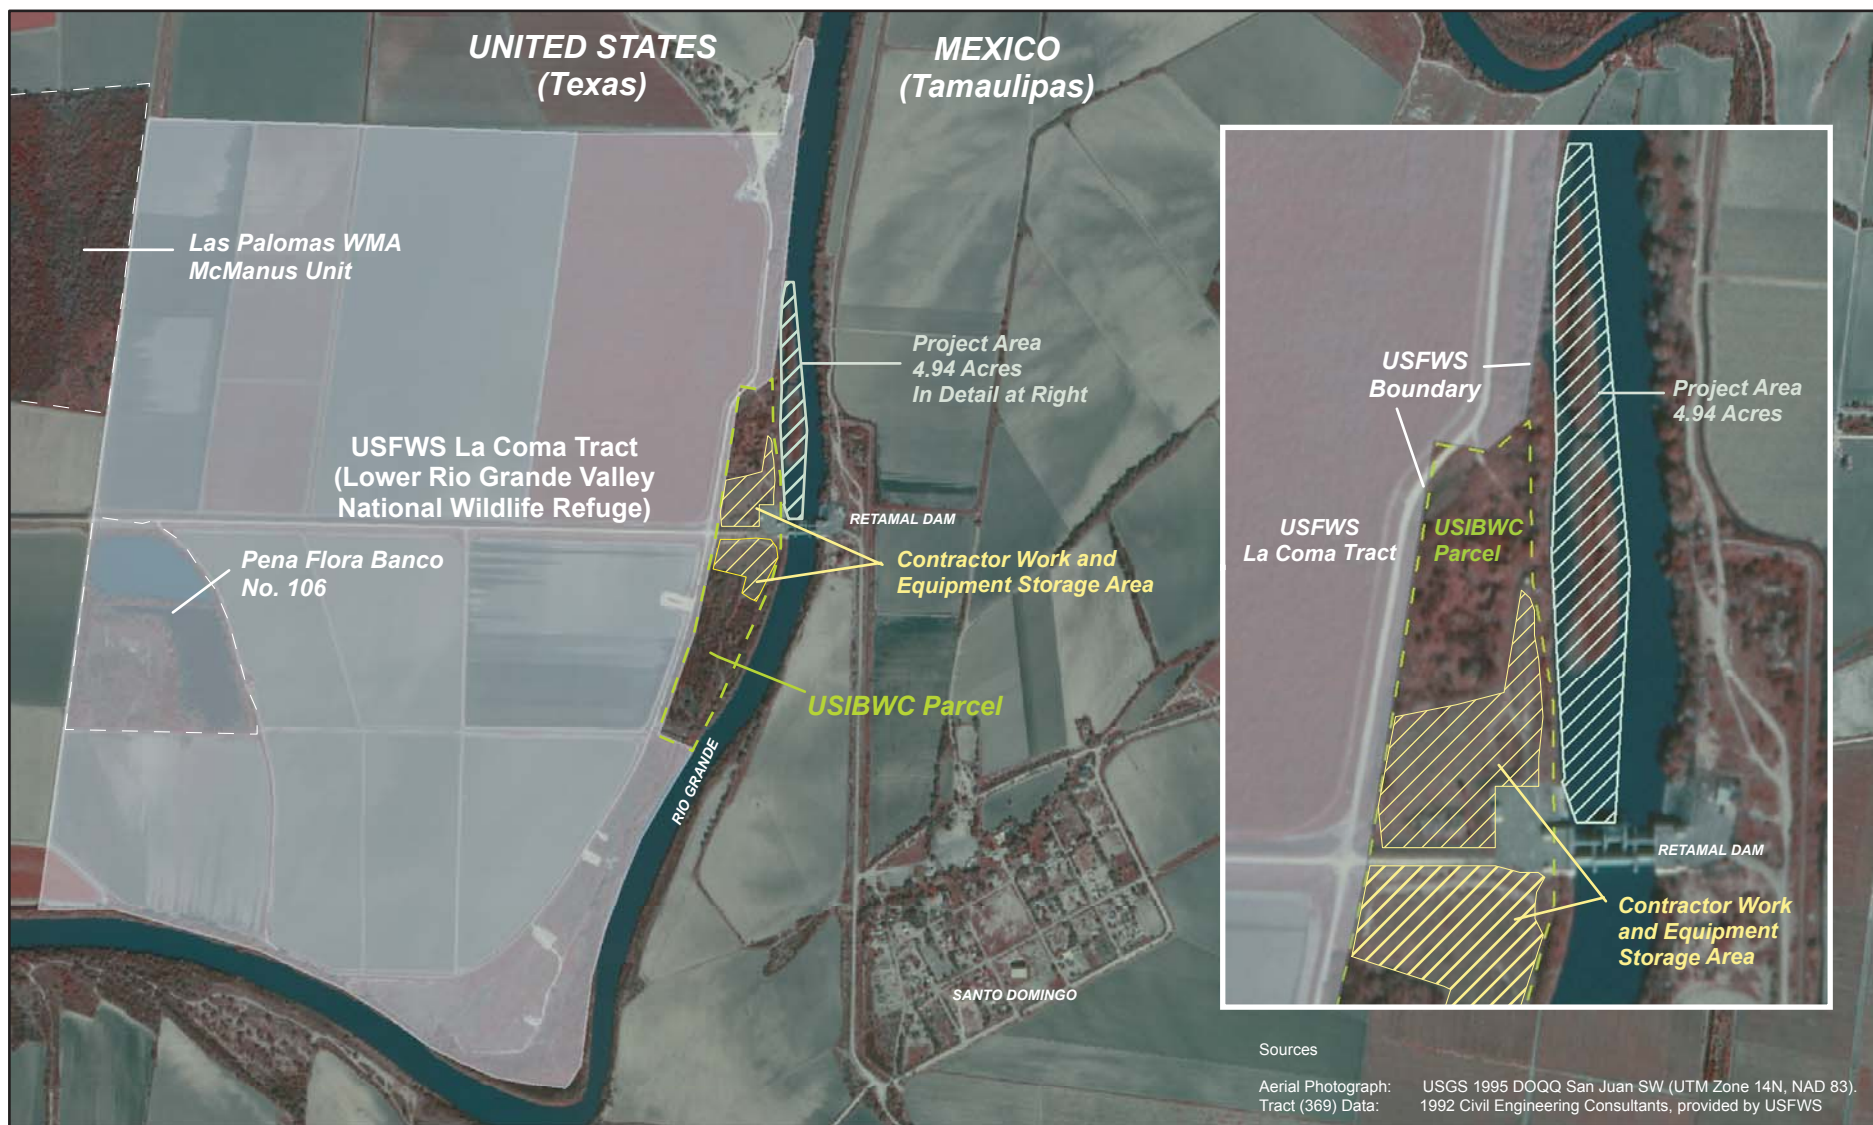 UNITED STATES
(Texas)
MEXICO
(Tamaulipas)
Las Palomas WMA
McManus Unit
Project Area
4.94 Acres
In Detail at Right
USFWS La Coma Tract
(Lower Rio Grande Valley
National Wildlife Refuge)
RETAMAL DAM
Pena Flora Banco
No. 106
Contractor Work and
Equipment Storage Area
USIBWC Parcel
RIO GRANDE
SANTO DOMINGO
USFWS
Boundary
Project Area
4.94 Acres
USFWS
La Coma Tract
USIBWC
Parcel
RETAMAL DAM
Contractor Work
and Equipment
Storage Area
Sources
Aerial Photograph: USGS 1995 DOQQ San Juan SW (UTM Zone 14N, NAD 83).
Tract (369) Data: 1992 Civil Engineering Consultants, provided by USFWS